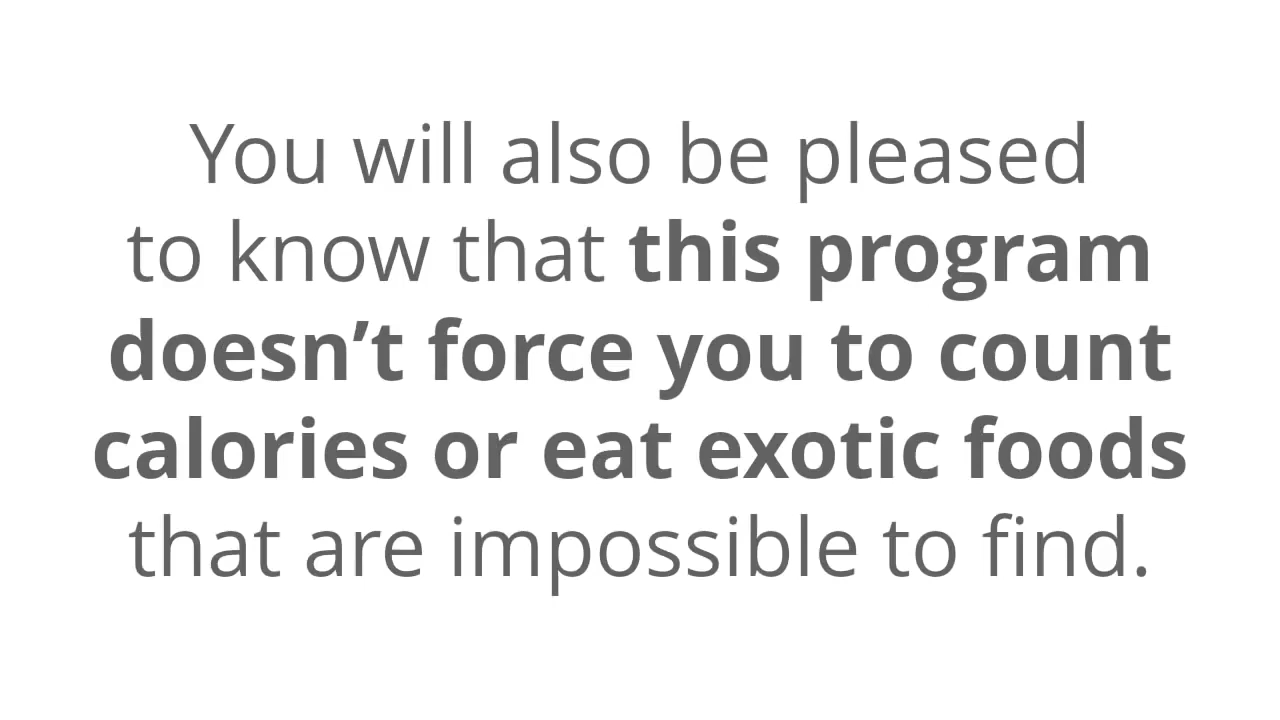 You will also be pleased
to know that this program
doesn’t force you to count
calories or eat exotic foods
that are impossible to find.